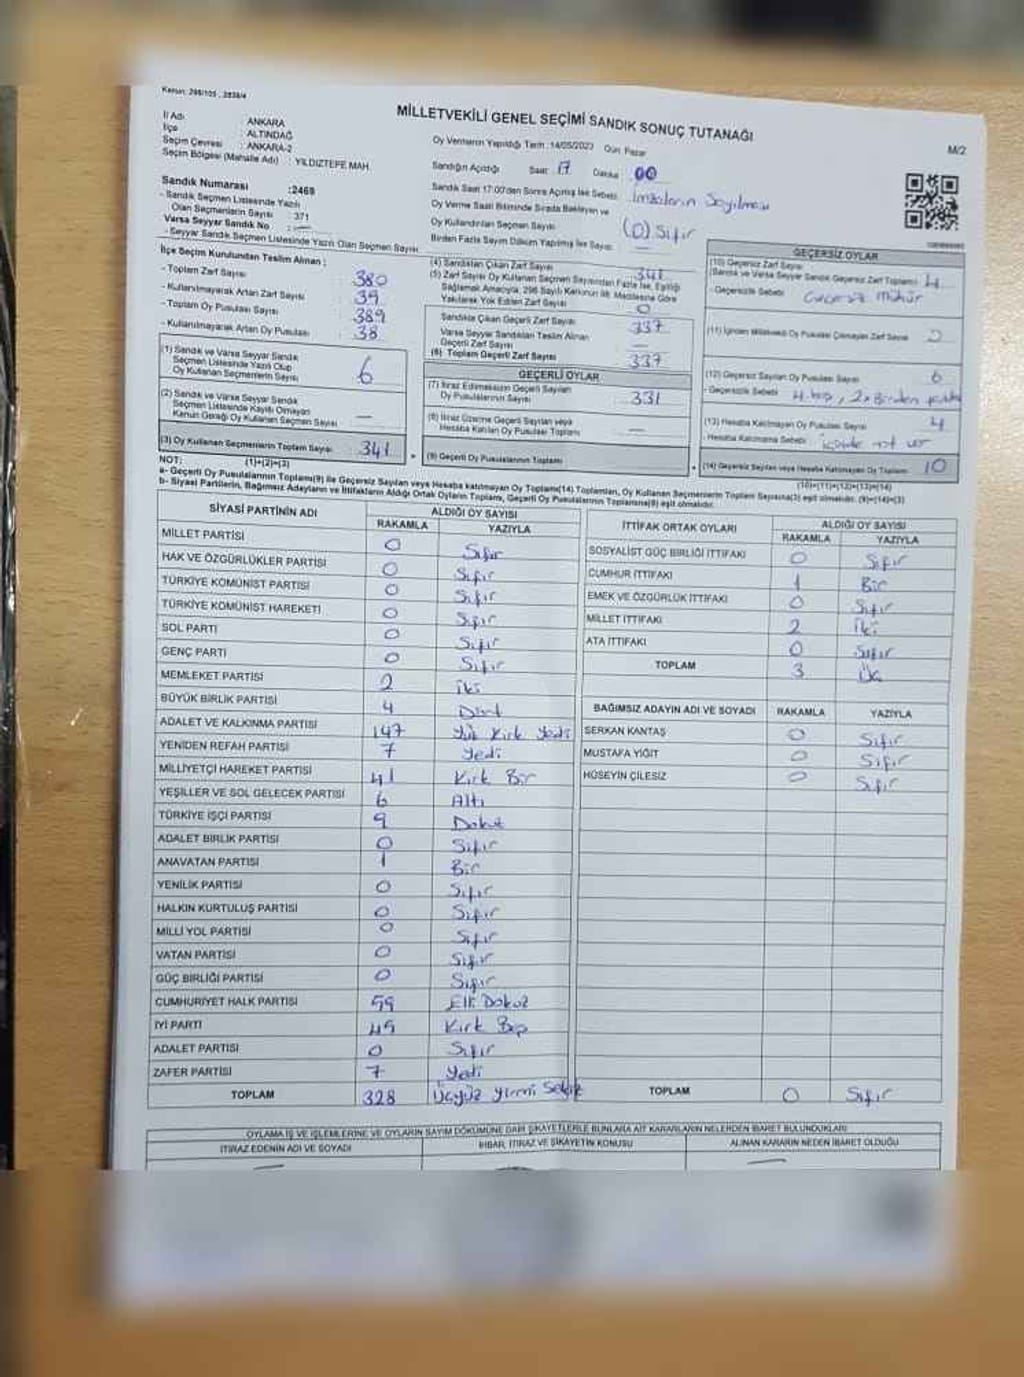 Kanun: 298/105, 2839/4
MİLLETVEKİLİ GENEL SEÇİMİ SANDIK SONUÇ TUTANAĞI
M/2
İl Adı : ANKARA
İlçe : ALTINDAĞ
Seçim Çevresi : ANKARA-2
Seçim Bölgesi (Mahalle Adı) : YILDIZTEPE MAH.
Sandık Numarası :2469
- Sandık Seçmen Listesinde Yazılı
Olan Seçmenlerin Sayısı : 371
Varsa Seyyar Sandık No :
- Seyyar Sandık Seçmen Listesinde Yazılı Olan Seçmen Sayısı
Oy Vermenin Yapıldığı Tarih :14/05/2023 Gün: Pazar
Sandığın Açıldığı Saat: 17 Dakika: 00
Sandık Saat 17:00'den Sonra Açılmış İse Sebebi: İmzaların Sayılması
Oy Verme Saati Bitiminde Sırada Bekleyen ve
Oy Kullandırılan Seçmen Sayısı (0) Sıfır
Birden Fazla Sayım Döküm Yapılmış İse Sayısı —
İlçe Seçim Kurulundan Teslim Alınan :
- Toplam Zarf Sayısı : 380
- Kullanılmayarak Artan Zarf Sayısı : 39
- Toplam Oy Pusulası Sayısı : 389
- Kullanılmayarak Artan Oy Pusulası : 38
(1) Sandık ve Varsa Seyyar Sandık
Seçmen Listesinde Yazılı Olup
Oy Kullanan Seçmenlerin Sayısı 6
(2) Sandık ve Varsa Seyyar Sandık
Seçmen Listesinde Kayıtlı Olmayan
Kanun Gereği Oy Kullanan Seçmen Sayısı —
(3) Oy Kullanan Seçmenlerin Toplam Sayısı 341
(1)+(2)=(3)
(4) Sandıktan Çıkan Zarf Sayısı 341
(5) Zarf Sayısı Oy Kullanan Seçmen Sayısından Fazla İse, Eşitliği
Sağlamak Amacıyla, 298 Sayılı Kanunun 98. Maddesine Göre
Yakılarak Yok Edilen Zarf Sayısı 0
Sandıkta Çıkan Geçerli Zarf Sayısı 337
Varsa Seyyar Sandıktan Teslim Alınan
Geçerli Zarf Sayısı —
(6) Toplam Geçerli Zarf Sayısı 337
GEÇERLİ OYLAR
(7) İtiraz Edilmeksizin Geçerli Sayılan
Oy Pusulalarının Sayısı 331
(8) İtiraz Üzerine Geçerli Sayılan veya
Hesaba Katılan Oy Pusulası Toplamı —
(9) Geçerli Oy Pusulalarının Toplamı
GEÇERSİZ OYLAR
(10) Geçersiz Zarf Sayısı
(Sandık ve Varsa Seyyar Sandık Geçersiz Zarf Toplamı) 4
- Geçersizlik Sebebi: Geçersiz Mühür
(11) İçinden Milletvekili Oy Pusulası Çıkmayan Zarf Sayısı
(12) Geçersiz Sayılan Oy Pusulası Sayısı 6
- Geçersizlik Sebebi: 4 boş, 2x Birden
(13) Hesaba Katılmayan Oy Pusulası Sayısı 4
- Hesaba Katılmama Sebebi: içinde not var
(14) Geçersiz Sayılan veya Hesaba Katılmayan Oy Toplamı 10
(10)+(11)+(12)+(13)=(14)
NOT:
a- Geçerli Oy Pusulalarının Toplamı(9) ile Geçersiz Sayılan veya Hesaba katılmayan Oy Toplamı(14) Toplamları, Oy Kullanan Seçmenlerin Toplam Sayısına(3) eşit olmalıdır. (9)+(14)=(3)
b- Siyasi Partilerin, Bağımsız Adayların ve İttifakların Aldığı Ortak Oyların Toplamı, Geçerli Oy Pusulalarının Toplamına(9) eşit olmalıdır.
SİYASİ PARTİNİN ADI ALDIĞI OY SAYISI
RAKAMLA YAZIYLA
MİLLET PARTİSİ 0 Sıfır
HAK VE ÖZGÜRLÜKLER PARTİSİ 0 Sıfır
TÜRKİYE KOMÜNİST PARTİSİ 0 Sıfır
TÜRKİYE KOMÜNİST HAREKETİ 0 Sıfır
SOL PARTİ 0 Sıfır
GENÇ PARTİ 0 Sıfır
MEMLEKET PARTİSİ 2 İki
BÜYÜK BİRLİK PARTİSİ 4 Dört
ADALET VE KALKINMA PARTİSİ 147 Yüz Kırk Yedi
YENİDEN REFAH PARTİSİ 7 Yedi
MİLLİYETÇİ HAREKET PARTİSİ 41 Kırk Bir
YEŞİLLER VE SOL GELECEK PARTİSİ 6 Altı
TÜRKİYE İŞÇİ PARTİSİ 9 Dokuz
ADALET BİRLİK PARTİSİ 0 Sıfır
ANAVATAN PARTİSİ 1 Bir
YENİLİK PARTİSİ 0 Sıfır
HALKIN KURTULUŞ PARTİSİ 0 Sıfır
MİLLİ YOL PARTİSİ 0 Sıfır
VATAN PARTİSİ 0 Sıfır
GÜÇ BİRLİĞİ PARTİSİ 0 Sıfır
CUMHURİYET HALK PARTİSİ 59 Elli Dokuz
İYİ PARTİ 45 Kırk Beş
ADALET PARTİSİ 0 Sıfır
ZAFER PARTİSİ 7 Yedi
TOPLAM 328 Üçyüz Yirmi Sekiz
İTTİFAK ORTAK OYLARI ALDIĞI OY SAYISI
RAKAMLA YAZIYLA
SOSYALİST GÜÇ BİRLİĞİ İTTİFAKI 0 Sıfır
CUMHUR İTTİFAKI 1 Bir
EMEK VE ÖZGÜRLÜK İTTİFAKI 0 Sıfır
MİLLET İTTİFAKI 2 İki
ATA İTTİFAKI 0 Sıfır
TOPLAM 3 Üç
BAĞIMSIZ ADAYIN ADI VE SOYADI RAKAMLA YAZIYLA
SERKAN KANTAŞ 0 Sıfır
MUSTAFA YİĞİT 0 Sıfır
HÜSEYİN ÇİLESİZ 0 Sıfır
TOPLAM 0 Sıfır
OYLAMA İŞ VE İŞLEMLERİNE VE OYLARIN SAYIM DÖKÜMÜNE DAİR ŞİKAYETLERLE BUNLARA AİT KARARLARIN NELERDEN İBARET BULUNDUKLARI
İTİRAZ EDENİN ADI VE SOYADI İHBAR, İTİRAZ VE ŞİKAYETİN KONUSU ALINAN KARARIN NEDEN İBARET OLDUĞU